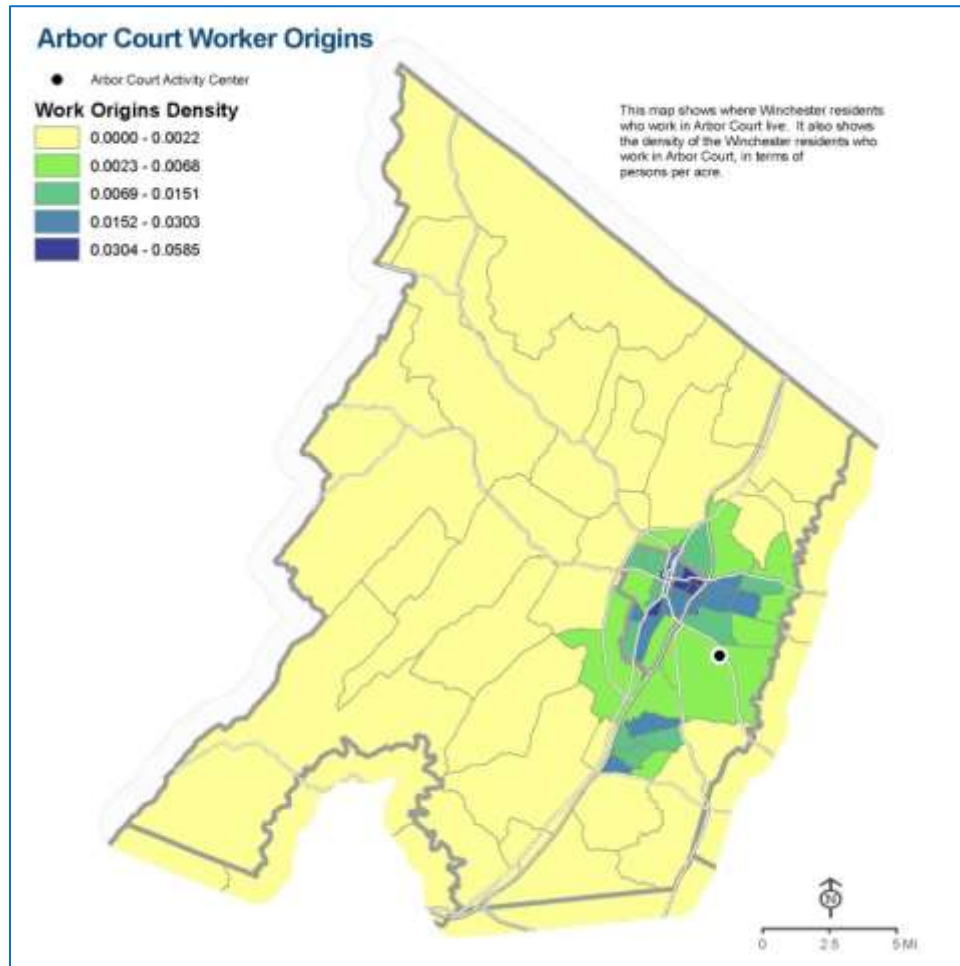 Arbor Court Worker Origins
Arbor Court Activity Center
Work Origins Density
0.0000 - 0.0022
0.0023 - 0.0068
0.0069 - 0.0151
0.0152 - 0.0303
0.0304 - 0.0585
This map shows where Winchester residents
who work in Arbor Court live. It also shows
the density of the Winchester residents who
work in Arbor Court, in terms of
persons per acre.
N
0 2.5 5 Mi